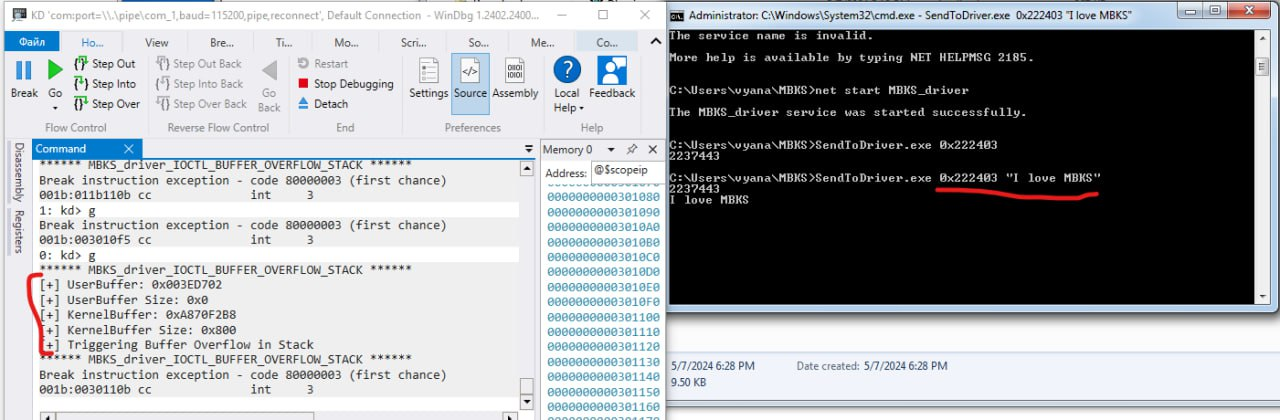 KD 'com:port=\\.\pipe\com_1,baud=115200,pipe,reconnect', Default Connection - WinDbg 1.2402.2400...
Файл Ho... View Bre... Ti... Mo... Scri... So... Me... Co...
Break
Go
Step Out
Step Into
Step Over
Flow Control
Step Out Back
Step Into Back
Step Over Back
Go Back
Reverse Flow Control
Restart
Stop Debugging
Detach
End
Settings
Source
Assembly
Preferences
Local Help
Feedback
Help
Disassembly
Registers
Command
****** MBKS_driver_IOCTL_BUFFER_OVERFLOW_STACK ******
Break instruction exception - code 80000003 (first chance)
001b:011b110b cc int 3
1: kd> g
Break instruction exception - code 80000003 (first chance)
001b:003010f5 cc int 3
0: kd> g
****** MBKS_driver_IOCTL_BUFFER_OVERFLOW_STACK ******
[+] UserBuffer: 0x003ED702
[+] UserBuffer Size: 0x0
[+] KernelBuffer: 0xA870F2B8
[+] KernelBuffer Size: 0x800
[+] Triggering Buffer Overflow in Stack
****** MBKS_driver_IOCTL_BUFFER_OVERFLOW_STACK ******
Break instruction exception - code 80000003 (first chance)
001b:0030110b cc int 3
Memory 0
Address: @$scopeip
0000000000301080
0000000000301090
00000000003010A0
00000000003010B0
00000000003010C0
00000000003010D0
00000000003010E0
00000000003010F0
0000000000301100
0000000000301110
0000000000301120
0000000000301130
0000000000301140
0000000000301150
0000000000301160
Administrator: C:\Windows\System32\cmd.exe - SendToDriver.exe 0x222403 "I love MBKS"
The service name is invalid.
More help is available by typing NET HELPMSG 2185.
C:\Users\vyana\MBKS>net start MBKS_driver
The MBKS_driver service was started successfully.
C:\Users\vyana\MBKS>SendToDriver.exe 0x222403
2237443
C:\Users\vyana\MBKS>SendToDriver.exe 0x222403 "I love MBKS"
2237443
I love MBKS
5/7/2024 6:28 PM Date created: 5/7/2024 6:28 PM
9.50 KB